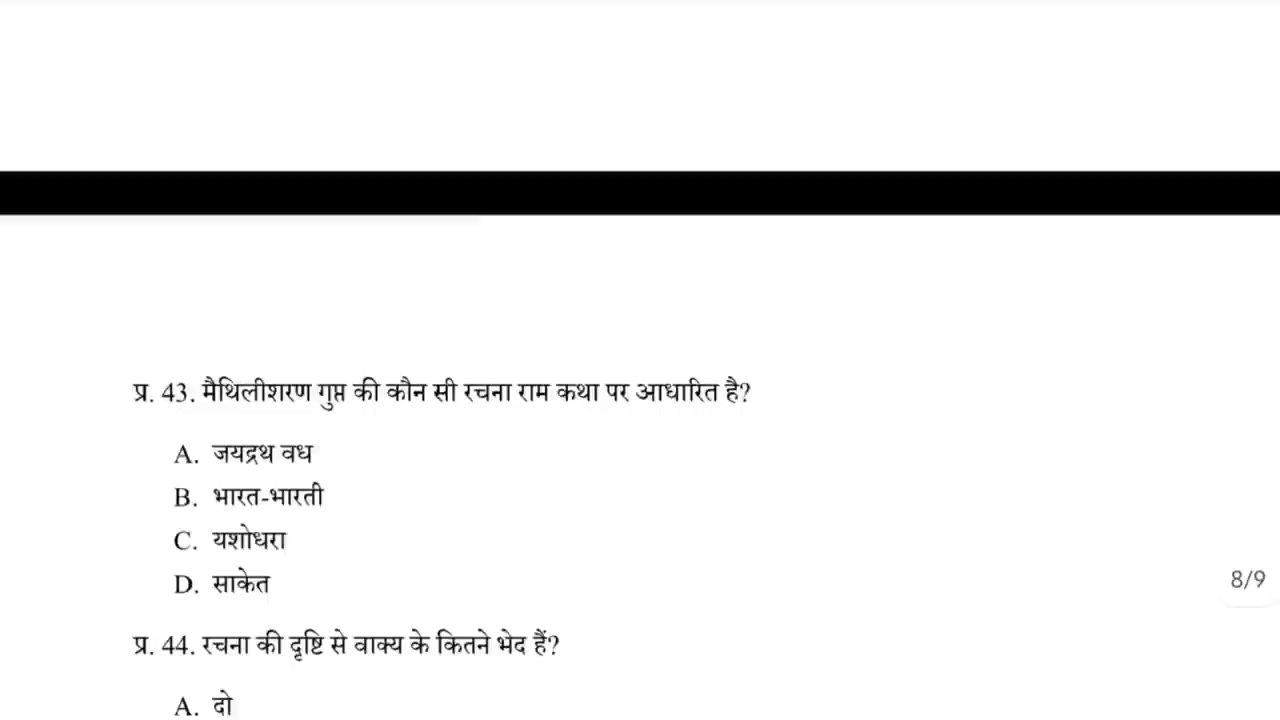 प्र. 43. मैथिलीशरण गुप्त की कौन सी रचना राम कथा पर आधारित है?
A. जयद्रथ वध
B. भारत-भारती
C. यशोधरा
D. साकेत
8/9
प्र. 44. रचना की दृष्टि से वाक्य के कितने भेद हैं?
A. दो